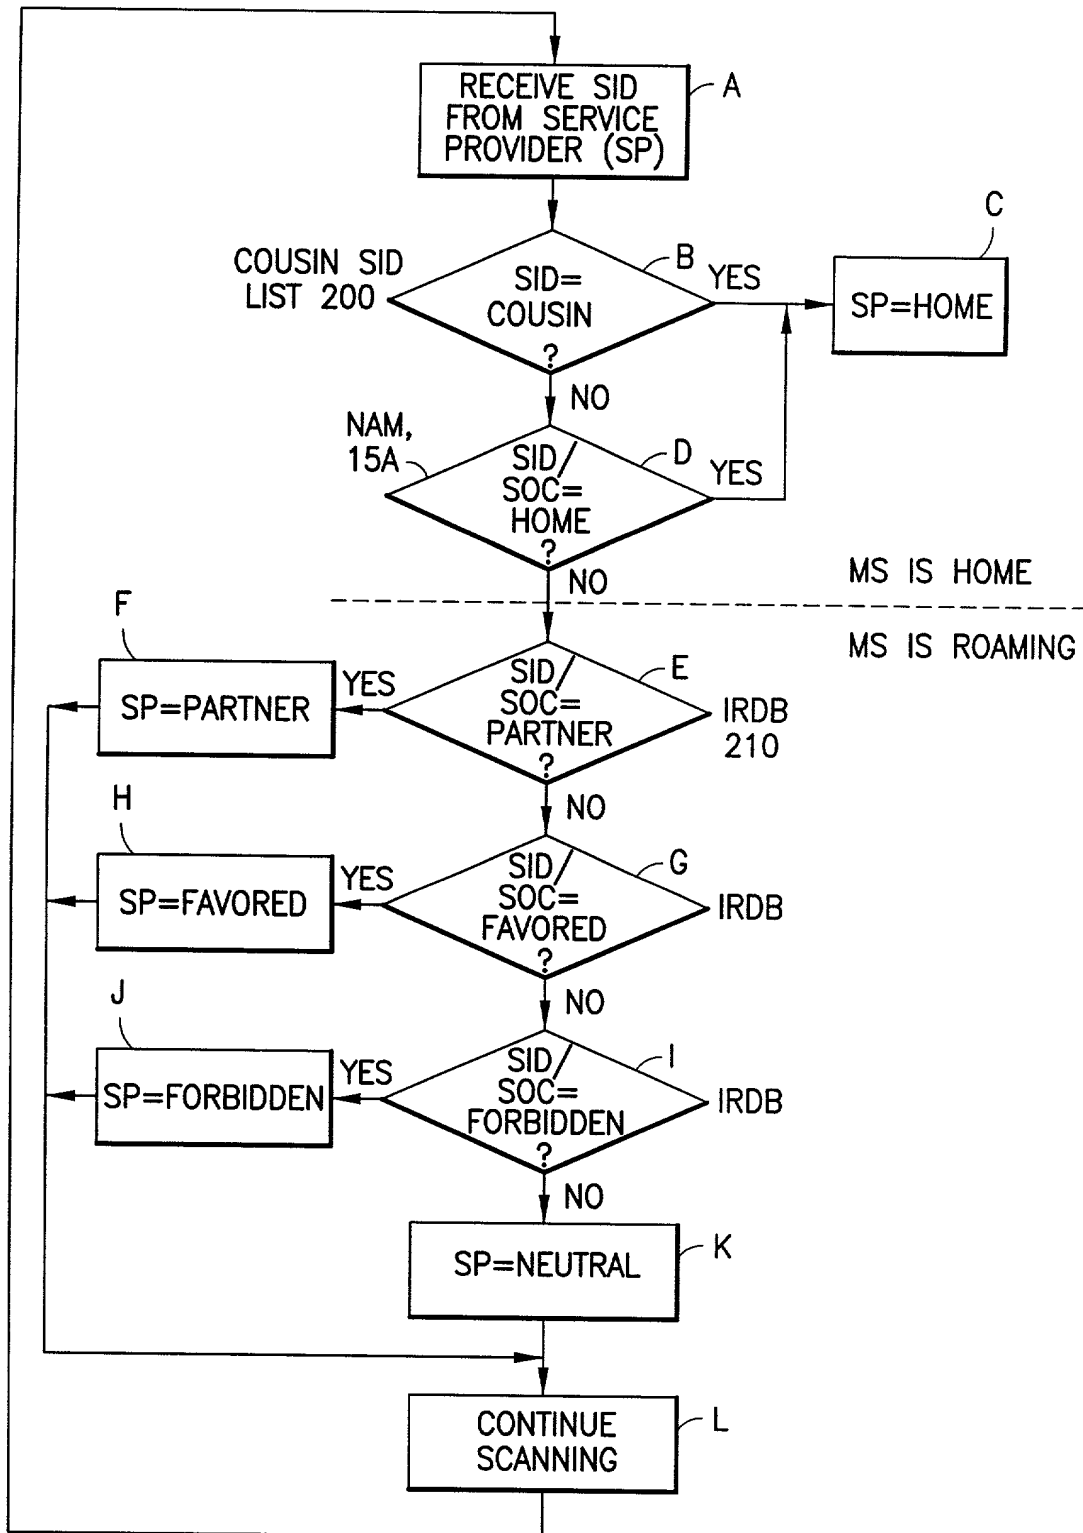 RECEIVE SID
FROM SERVICE
PROVIDER (SP)
A
COUSIN SID
LIST 200
SID=
COUSIN
?
B
YES
C
SP=HOME
NO
NAM,
15A
SID/
SOC=
HOME
?
D
YES
NO
MS IS HOME
MS IS ROAMING
F
SP=PARTNER
YES
SID/
SOC=
PARTNER
?
E
IRDB
210
NO
H
SP=FAVORED
YES
SID/
SOC=
FAVORED
?
G
IRDB
NO
J
SP=FORBIDDEN
YES
SID/
SOC=
FORBIDDEN
?
I
IRDB
NO
SP=NEUTRAL
K
CONTINUE
SCANNING
L